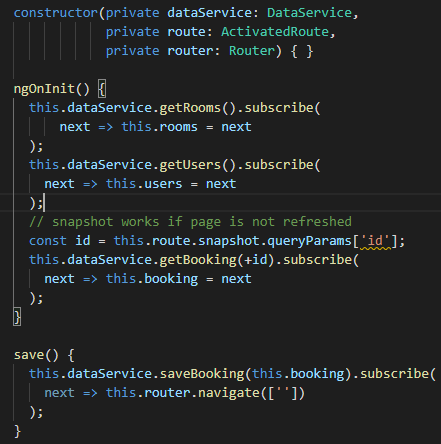 constructor(private dataService: DataService,
private route: ActivatedRoute,
private router: Router) { }
ngOnInit() {
this.dataService.getRooms().subscribe(
next => this.rooms = next
);
this.dataService.getUsers().subscribe(
next => this.users = next
);
// snapshot works if page is not refreshed
const id = this.route.snapshot.queryParams['id'];
this.dataService.getBooking(+id).subscribe(
next => this.booking = next
);
}
save() {
this.dataService.saveBooking(this.booking).subscribe(
next => this.router.navigate([''])
);
}